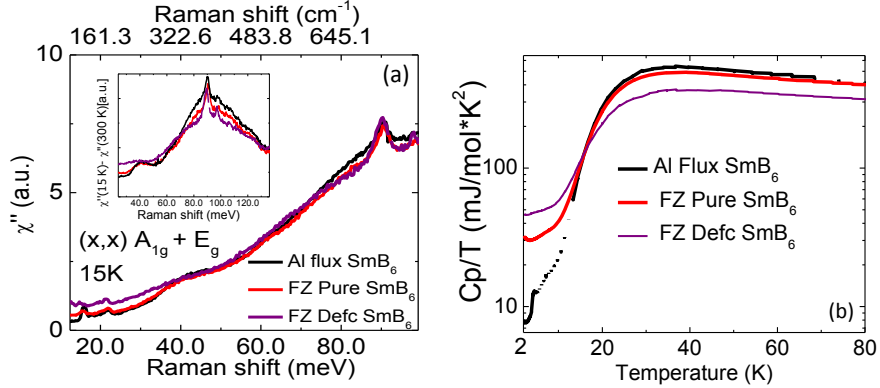 Raman shift (cm⁻¹)
161.3 322.6 483.8 645.1
10
5
0
χ'' (a.u.)
(a)
χ''(15 K)- χ''(300 K)[a.u.]
40.0 60.0 80.0 100.0 120.0
Raman shift (meV)
(x,x) A₁g + Eg
15K
Al flux SmB₆
FZ Pure SmB₆
FZ Defc SmB₆
20.0 40.0 60.0 80.0
Raman shift (meV)
Cp/T (mJ/mol*K²)
100
10
Al Flux SmB₆
FZ Pure SmB₆
FZ Defc SmB₆
(b)
2 20 40 60 80
Temperature (K)